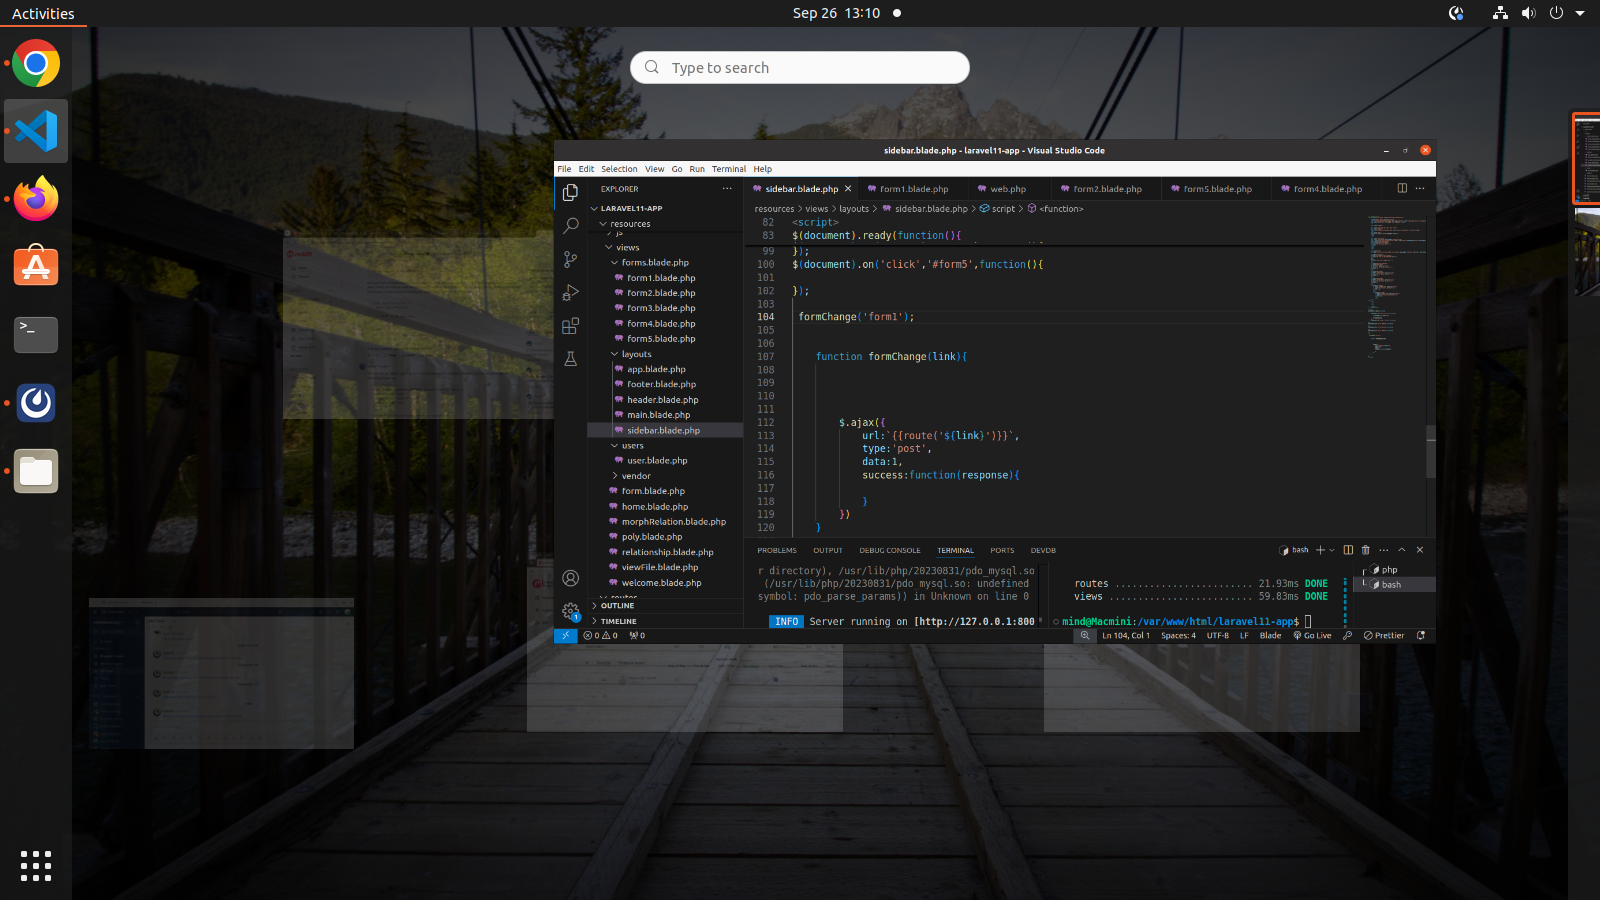 Activities
Sep 26 13:10
Type to search
sidebar.blade.php - laravel11-app - Visual Studio Code
File Edit Selection View Go Run Terminal Help
EXPLORER
sidebar.blade.php form1.blade.php web.php form2.blade.php form5.blade.php form4.blade.php
LARAVEL11-APP
resources > views > layouts > sidebar.blade.php > script > <function>
resources
js
views
forms.blade.php
form1.blade.php
form2.blade.php
form3.blade.php
form4.blade.php
form5.blade.php
layouts
app.blade.php
footer.blade.php
header.blade.php
main.blade.php
sidebar.blade.php
users
user.blade.php
vendor
form.blade.php
home.blade.php
morphRelation.blade.php
poly.blade.php
relationship.blade.php
viewFile.blade.php
welcome.blade.php
routes
OUTLINE
TIMELINE
82 <script>
83 $(document).ready(function(){
99 });
100 $(document).on('click','#form5',function(){
101
102 });
103
104 formChange('form1');
105
106
107 function formChange(link){
108
109
110
111
112 $.ajax({
113 url:`{{route('${link}')}}`,
114 type:'post',
115 data:1,
116 success:function(response){
117
118 }
119 })
120 }
PROBLEMS OUTPUT DEBUG CONSOLE TERMINAL PORTS DEVDB
bash
r directory), /usr/lib/php/20230831/pdo_mysql.so
(/usr/lib/php/20230831/pdo_mysql.so: undefined
symbol: pdo_parse_params)) in Unknown on line 0
INFO Server running on [http://127.0.0.1:800
routes ........................ 21.93ms DONE
views .......................... 59.83ms DONE
mind@Macmini:/var/www/html/laravel11-app$
php
bash
1
0 0 0
Ln 104, Col 1 Spaces: 4 UTF-8 LF Blade Go Live Prettier